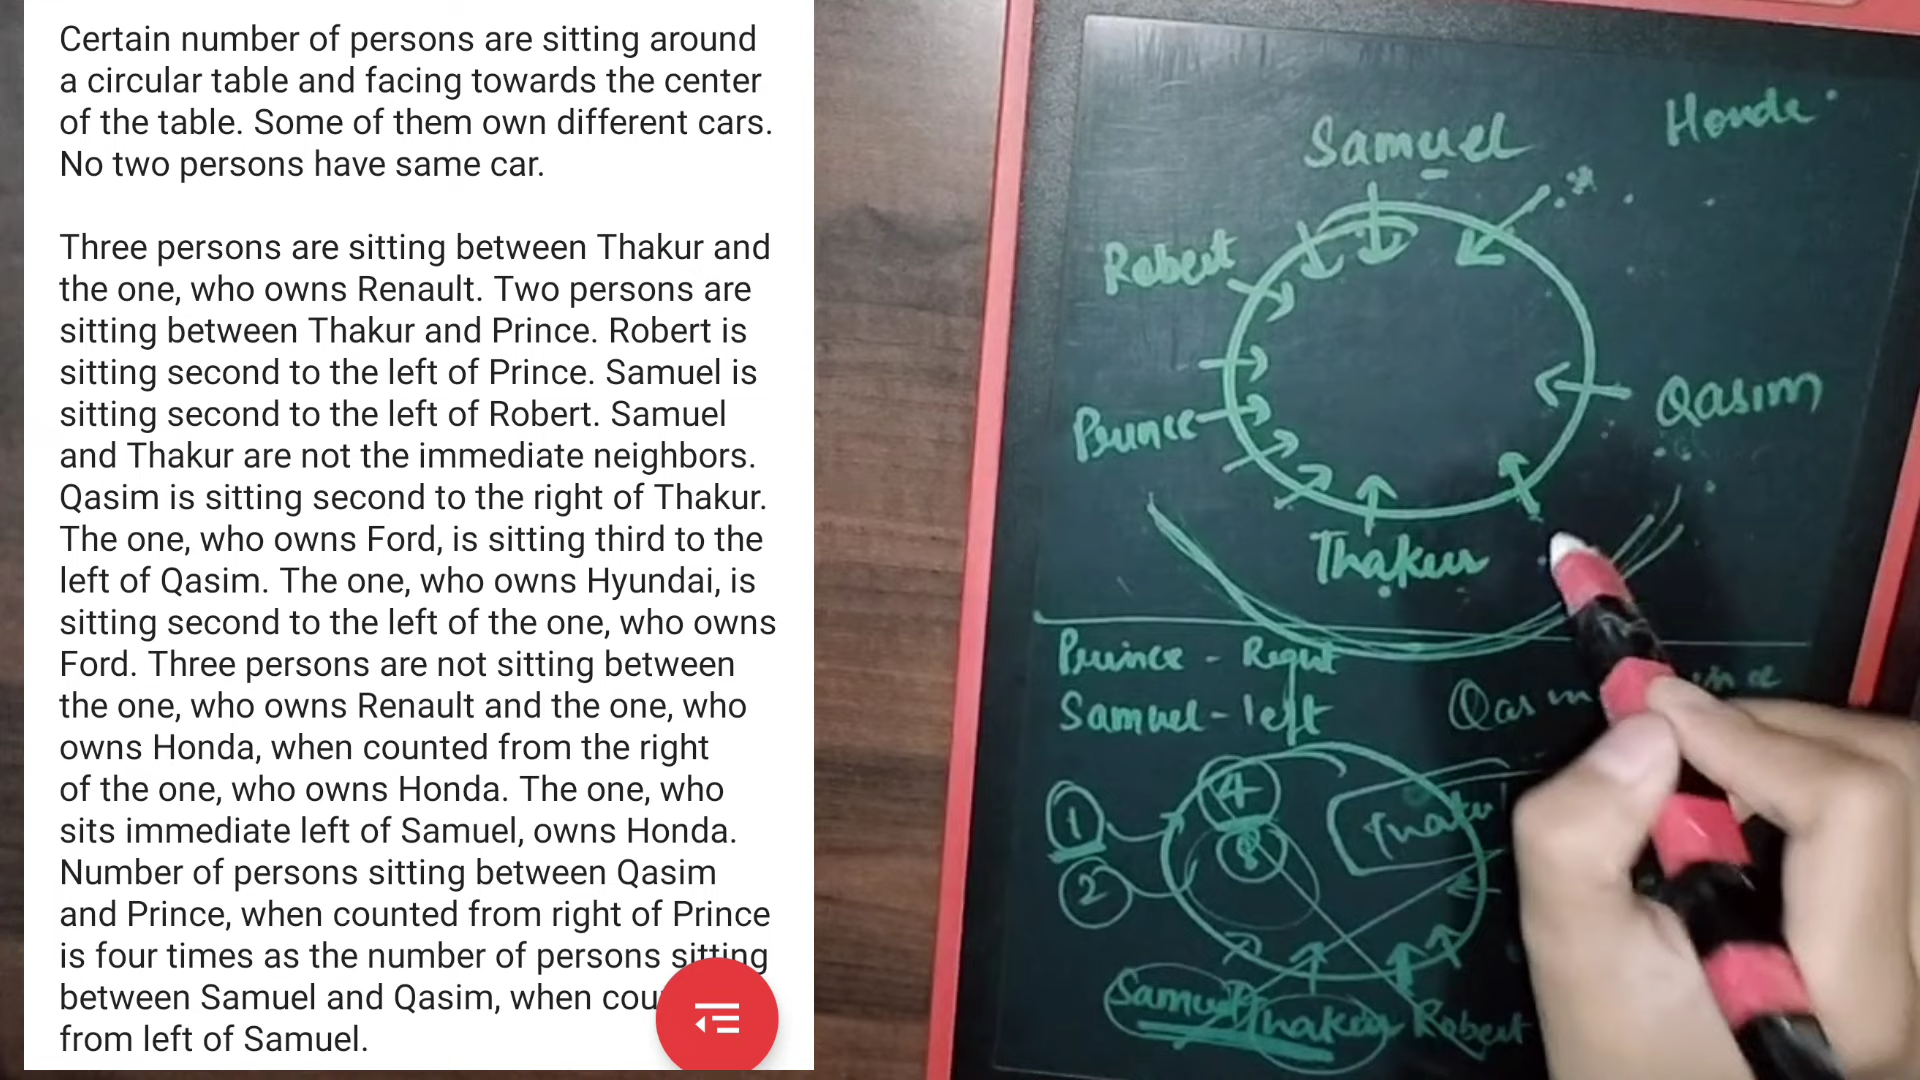 Certain number of persons are sitting around
a circular table and facing towards the center
of the table. Some of them own different cars.
No two persons have same car.
Three persons are sitting between Thakur and
the one, who owns Renault. Two persons are
sitting between Thakur and Prince. Robert is
sitting second to the left of Prince. Samuel is
sitting second to the left of Robert. Samuel
and Thakur are not the immediate neighbors.
Qasim is sitting second to the right of Thakur.
The one, who owns Ford, is sitting third to the
left of Qasim. The one, who owns Hyundai, is
sitting second to the left of the one, who owns
Ford. Three persons are not sitting between
the one, who owns Renault and the one, who
owns Honda, when counted from the right
of the one, who owns Honda. The one, who
sits immediate left of Samuel, owns Honda.
Number of persons sitting between Qasim
and Prince, when counted from right of Prince
is four times as the number of persons sitting
between Samuel and Qasim, when
from left of Samuel.
Honda
Samuel
Robert
Qasim
Prince
Thakur
Prince - Right
Samuel - left
1
4
Thakur
2
8
Samuel Thakur Robert